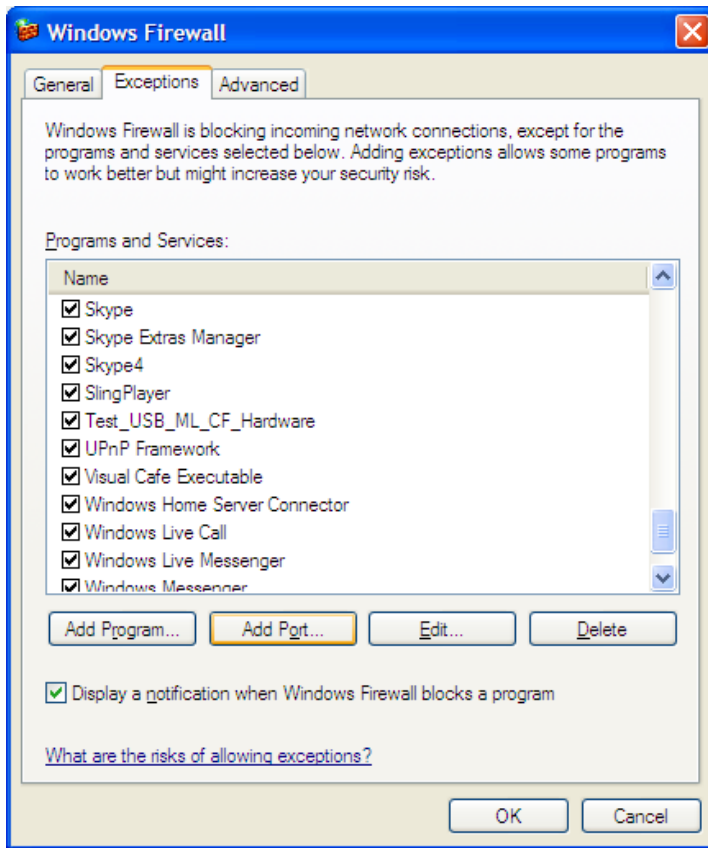 Windows Firewall
General Exceptions Advanced
Windows Firewall is blocking incoming network connections, except for the
programs and services selected below. Adding exceptions allows some programs
to work better but might increase your security risk.
Programs and Services:
Name
Skype
Skype Extras Manager
Skype4
SlingPlayer
Test_USB_ML_CF_Hardware
UPnP Framework
Visual Cafe Executable
Windows Home Server Connector
Windows Live Call
Windows Live Messenger
Windows Messenger
Add Program... Add Port... Edit... Delete
Display a notification when Windows Firewall blocks a program
What are the risks of allowing exceptions?
OK Cancel